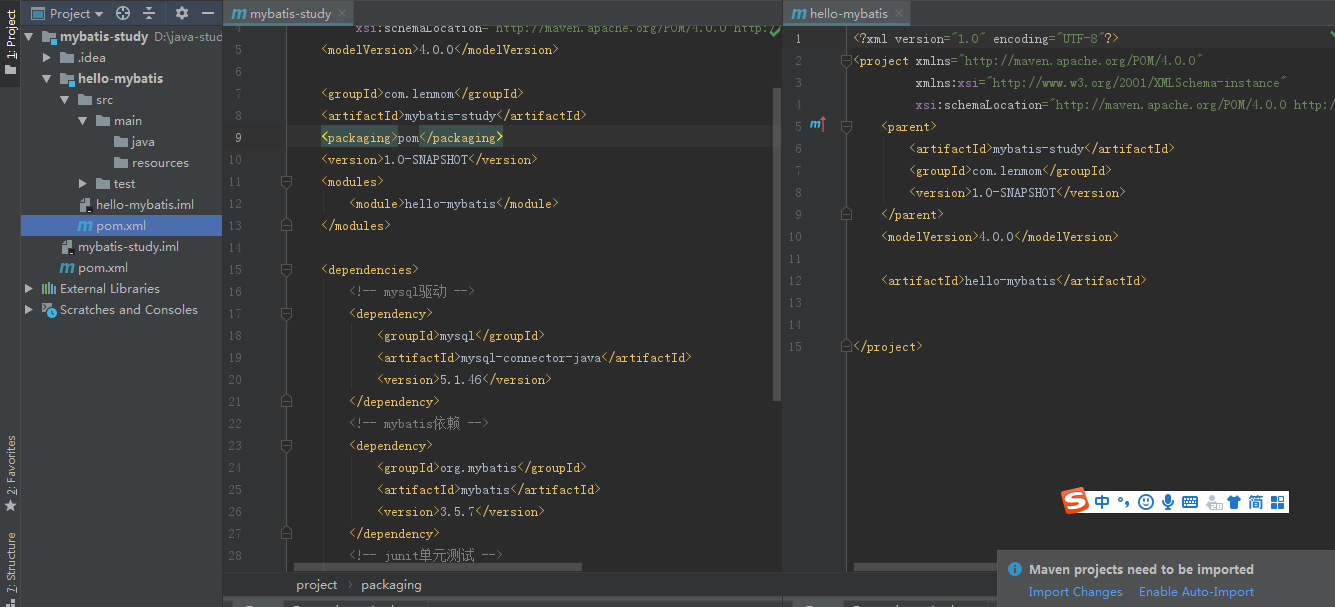 1: Project
2: Favorites
7: Structure
Project
mybatis-study D:\java-stud
.idea
hello-mybatis
src
main
java
resources
test
hello-mybatis.iml
pom.xml
mybatis-study.iml
pom.xml
External Libraries
Scratches and Consoles
mybatis-study
4 xsi:schemaLocation="http://maven.apache.org/POM/4.0.0 http:/
5 <modelVersion>4.0.0</modelVersion>
6
7 <groupId>com.lenmom</groupId>
8 <artifactId>mybatis-study</artifactId>
9 <packaging>pom</packaging>
10 <version>1.0-SNAPSHOT</version>
11 <modules>
12 <module>hello-mybatis</module>
13 </modules>
14
15 <dependencies>
16 <!-- mysql驱动 -->
17 <dependency>
18 <groupId>mysql</groupId>
19 <artifactId>mysql-connector-java</artifactId>
20 <version>5.1.46</version>
21 </dependency>
22 <!-- mybatis依赖 -->
23 <dependency>
24 <groupId>org.mybatis</groupId>
25 <artifactId>mybatis</artifactId>
26 <version>3.5.7</version>
27 </dependency>
28 <!-- junit单元测试 -->
project > packaging
hello-mybatis
1 <?xml version="1.0" encoding="UTF-8"?>
2 <project xmlns="http://maven.apache.org/POM/4.0.0"
3 xmlns:xsi="http://www.w3.org/2001/XMLSchema-instance"
4 xsi:schemaLocation="http://maven.apache.org/POM/4.0.0 http:/
5 <parent>
6 <artifactId>mybatis-study</artifactId>
7 <groupId>com.lenmom</groupId>
8 <version>1.0-SNAPSHOT</version>
9 </parent>
10 <modelVersion>4.0.0</modelVersion>
11
12 <artifactId>hello-mybatis</artifactId>
13
14
15 </project>
中 °, 简
Maven projects need to be imported
Import Changes Enable Auto-Import